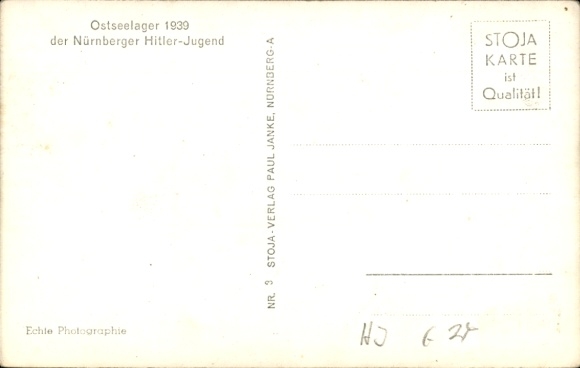 Ostseelager 1939
der Nürnberger Hitler-Jugend
STOJA
KARTE
ist
Qualität!
NR. 3 STOJA-VERLAG PAUL JANKE, NÜRNBERG-A
Echte Photographie
HJ